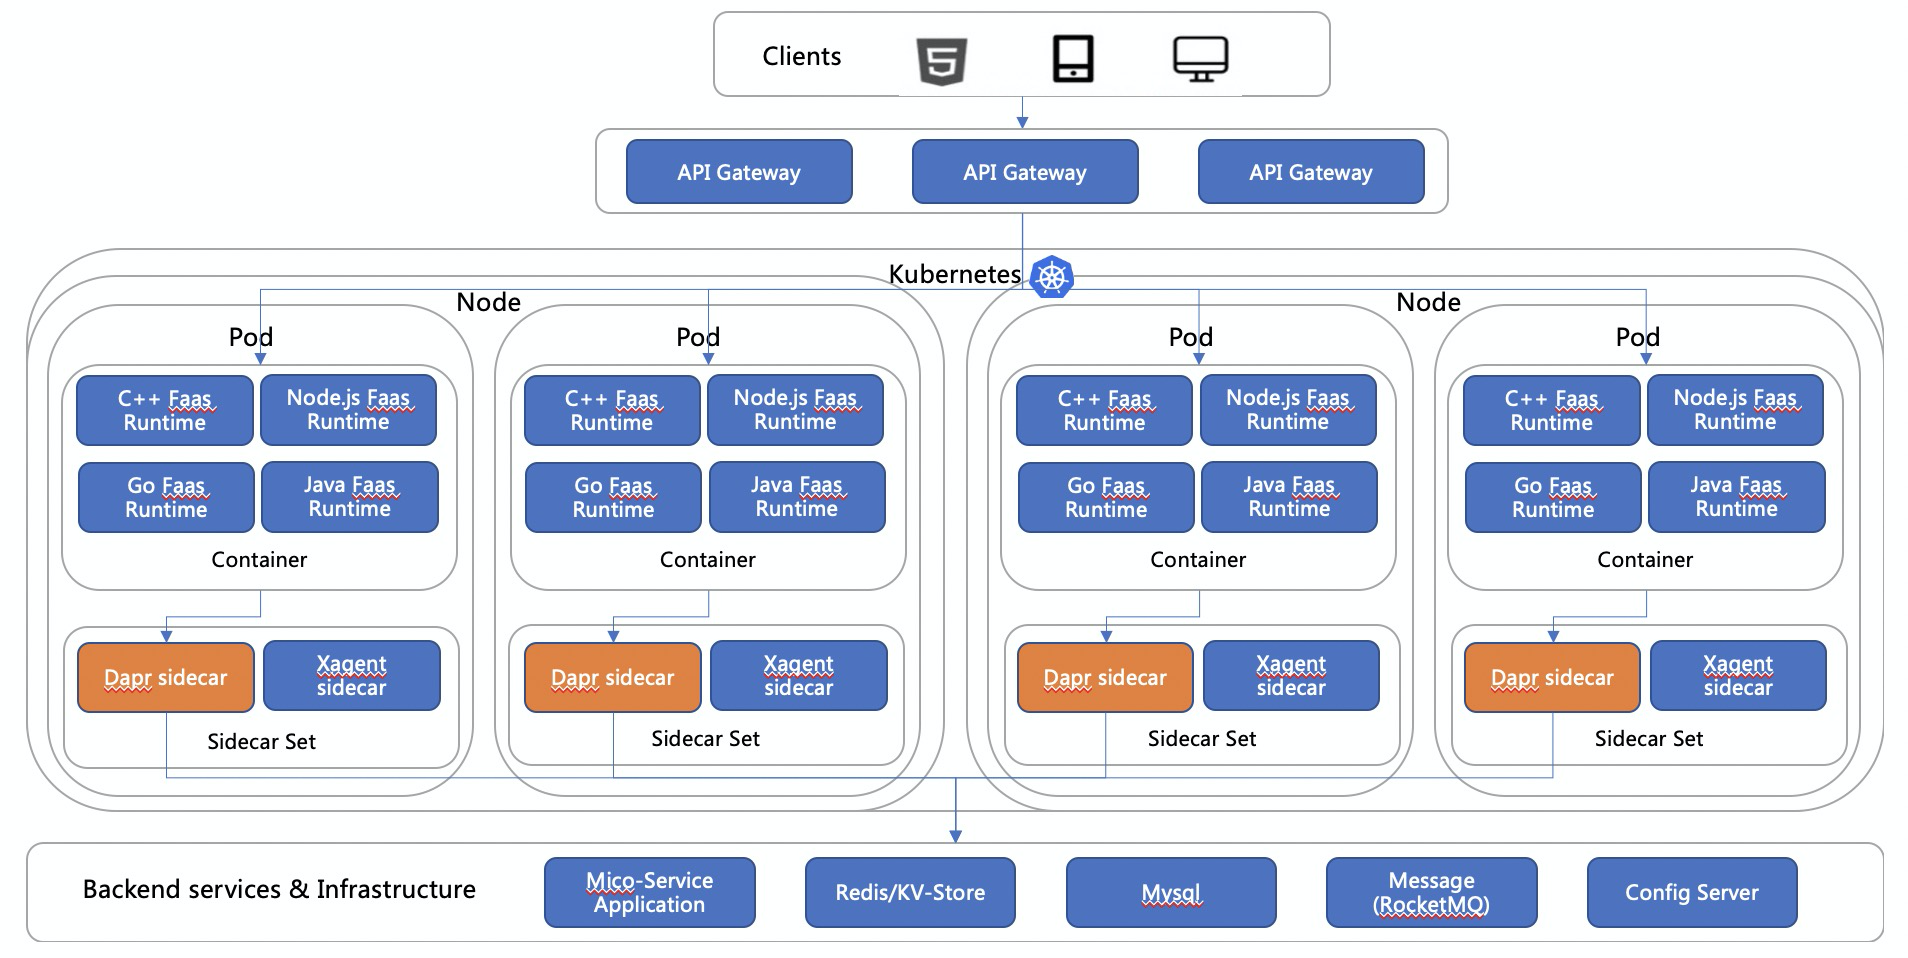 Clients
API Gateway
API Gateway
API Gateway
Kubernetes
Node
Node
Pod
Pod
Pod
Pod
C++ Faas
Runtime
Node.js Faas
Runtime
C++ Faas
Runtime
Node.js Faas
Runtime
C++ Faas
Runtime
Node.js Faas
Runtime
C++ Faas
Runtime
Node.js Faas
Runtime
Go Faas
Runtime
Java Faas
Runtime
Go Faas
Runtime
Java Faas
Runtime
Go Faas
Runtime
Java Faas
Runtime
Go Faas
Runtime
Java Faas
Runtime
Container
Container
Container
Container
Dapr sidecar
Xagent
sidecar
Dapr sidecar
Xagent
sidecar
Dapr sidecar
Xagent
sidecar
Dapr sidecar
Xagent
sidecar
Sidecar Set
Sidecar Set
Sidecar Set
Sidecar Set
Backend services & Infrastructure
Mico-Service
Application
Redis/KV-Store
Mysql
Message
(RocketMQ)
Config Server